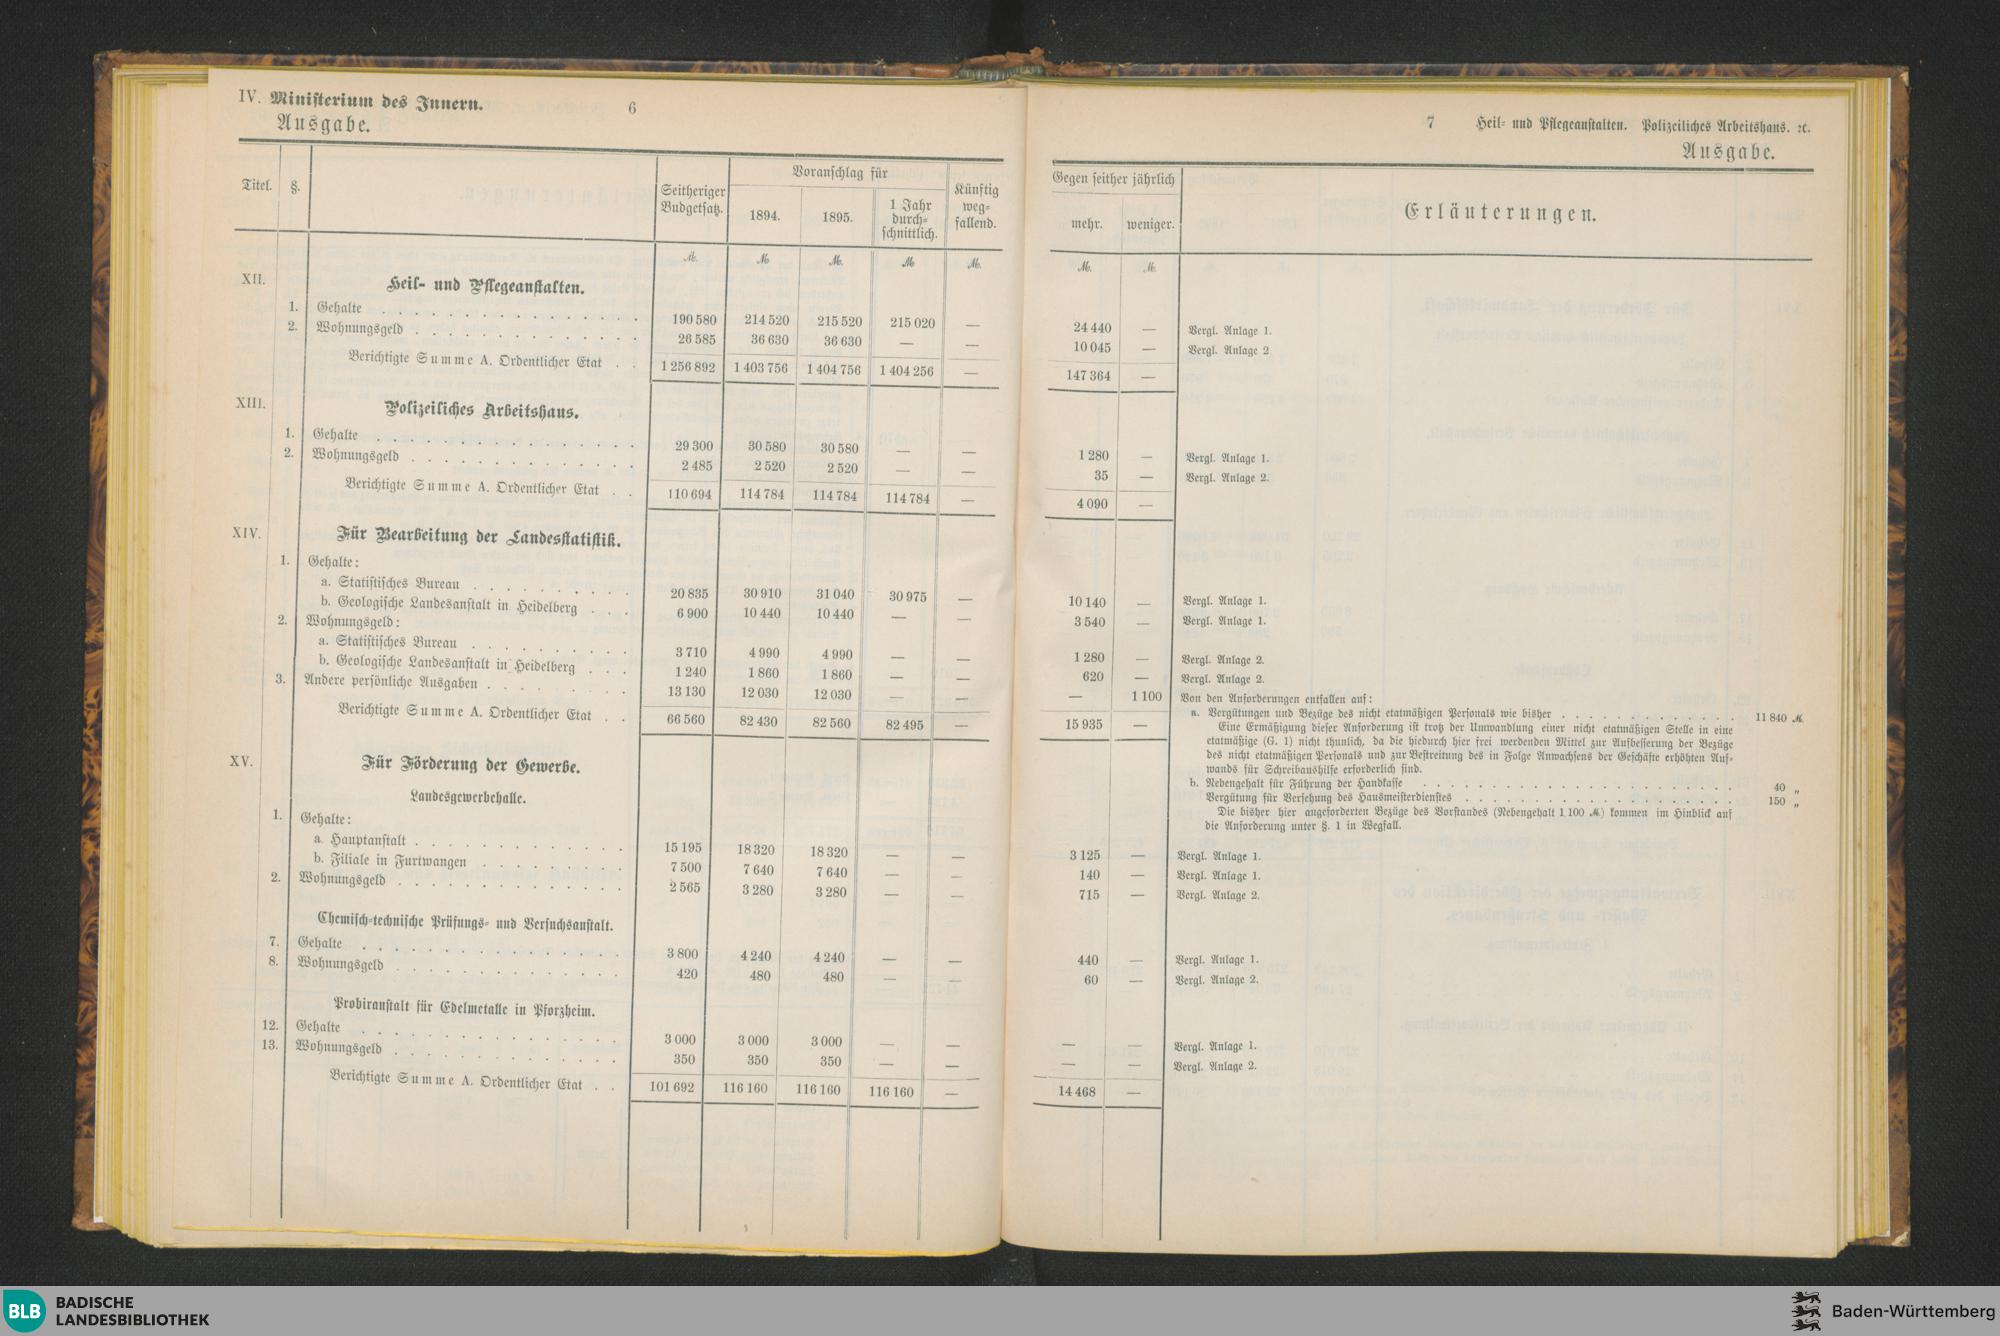 IV. Ministerium des Innern.
Ausgabe.
6
Titel. §. Seitheriger Budgetsatz. Voranschlag für 1894. 1895. 1 Jahr durchschnittlich. Künftig wegfallend.
M. M. M. M. M.
XII. Heil- und Pflegeanstalten.
1. Gehalte 190 580 214 520 215 520 215 020 —
2. Wohnungsgeld 26 585 36 630 36 630 — —
Berichtigte Summe A. Ordentlicher Etat 1 256 892 1 403 756 1 404 756 1 404 256 —
XIII. Polizeiliches Arbeitshaus.
1. Gehalte 29 300 30 580 30 580 — —
2. Wohnungsgeld 2 485 2 520 2 520 — —
Berichtigte Summe A. Ordentlicher Etat 110 694 114 784 114 784 114 784 —
XIV. Für Bearbeitung der Landesstatistik.
1. Gehalte:
a. Statistisches Bureau 20 835 30 910 31 040 30 975 —
b. Geologische Landesanstalt in Heidelberg 6 900 10 440 10 440 — —
2. Wohnungsgeld:
a. Statistisches Bureau 3 710 4 990 4 990 — —
b. Geologische Landesanstalt in Heidelberg 1 240 1 860 1 860 — —
3. Andere persönliche Ausgaben 13 130 12 030 12 030 — —
Berichtigte Summe A. Ordentlicher Etat 66 560 82 430 82 560 82 495 —
XV. Für Förderung der Gewerbe.
Landesgewerbehalle.
1. Gehalte:
a. Hauptanstalt 15 195 18 320 18 320 — —
b. Filiale in Furtwangen 7 500 7 640 7 640 — —
2. Wohnungsgeld 2 565 3 280 3 280 — —
Chemisch-technische Prüfungs- und Versuchsanstalt.
7. Gehalte 3 800 4 240 4 240 — —
8. Wohnungsgeld 420 480 480 — —
Probiranstalt für Edelmetalle in Pforzheim.
12. Gehalte 3 000 3 000 3 000 — —
13. Wohnungsgeld 350 350 350 — —
Berichtigte Summe A. Ordentlicher Etat 101 692 116 160 116 160 116 160 —
7 Heil- und Pflegeanstalten. Polizeiliches Arbeitshaus. ꝛc.
Ausgabe.
Gegen seither jährlich
mehr. weniger. Erläuterungen.
M. M.
24 440 — Vergl. Anlage 1.
10 045 — Vergl. Anlage 2
147 364 —
1 280 — Vergl. Anlage 1.
35 — Vergl. Anlage 2.
4 090 —
10 140 — Vergl. Anlage 1.
3 540 — Vergl. Anlage 1.
1 280 — Vergl. Anlage 2.
620 — Vergl. Anlage 2.
— 1 100 Von den Anforderungen entfallen auf:
15 935 — a. Vergütungen und Bezüge des nicht etatmäßigen Personals wie bisher 11 840 M.
Eine Ermäßigung dieser Anforderung ist trotz der Umwandlung einer nicht etatmäßigen Stelle in eine
etatmäßige (G. 1) nicht thunlich, da die hiedurch hier frei werdenden Mittel zur Aufbesserung der Bezüge
des nicht etatmäßigen Personals und zur Bestreitung des in Folge Anwachsens der Geschäfte erhöhten Auf-
wands für Schreibaushilfe erforderlich sind.
b. Nebengehalt für Führung der Handkasse 40 „
Vergütung für Versehung des Hausmeisterdienstes 150 „
Die bisher hier angeforderten Bezüge des Vorstandes (Nebengehalt 1 100 M) kommen im Hinblick auf
die Anforderung unter §. 1 in Wegfall.
3 125 — Vergl. Anlage 1.
140 — Vergl. Anlage 1.
715 — Vergl. Anlage 2.
440 — Vergl. Anlage 1.
60 — Vergl. Anlage 2.
— — Vergl. Anlage 1.
— — Vergl. Anlage 2.
14 468 —
BLB BADISCHE
LANDESBIBLIOTHEK
Baden-Württemberg